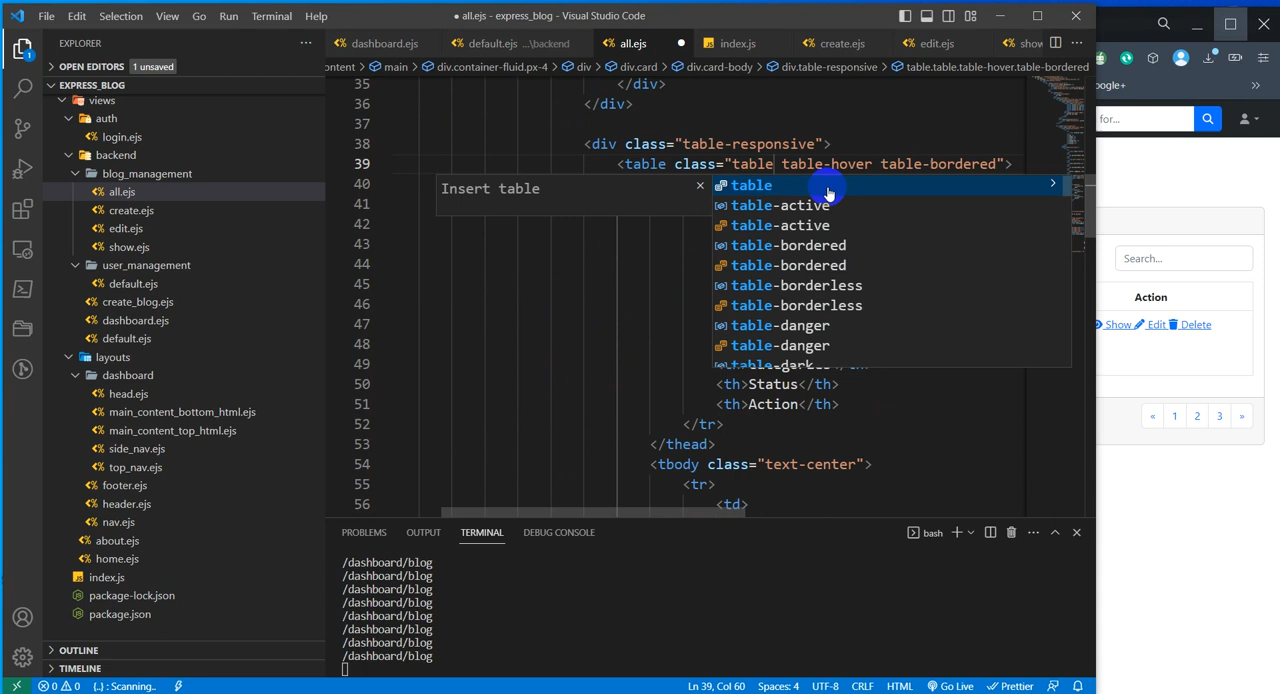 File Edit Selection View Go Run Terminal Help
● all.ejs - express_blog - Visual Studio Code
EXPLORER
dashboard.ejs default.ejs ...\backend all.ejs index.js create.ejs edit.ejs
OPEN EDITORS 1 unsaved
main > div.container-fluid.px-4 > div > div.card > div.card-body > div.table-responsive > table.table.table-hover.table-bordered
EXPRESS_BLOG
views
auth
login.ejs
backend
blog_management
all.ejs
create.ejs
edit.ejs
show.ejs
user_management
default.ejs
create_blog.ejs
dashboard.ejs
default.ejs
layouts
dashboard
head.ejs
main_content_bottom_html.ejs
main_content_top_html.ejs
side_nav.ejs
top_nav.ejs
footer.ejs
header.ejs
nav.ejs
about.ejs
home.ejs
index.js
package-lock.json
package.json
OUTLINE
TIMELINE
35 </div>
36 </div>
37
38 <div class="table-responsive">
39 <table class="table table-hover table-bordered">
40
41
42
43
44
45
46
47
48
49
50 <th>Status</th>
51 <th>Action</th>
52 </tr>
53 </thead>
54 <tbody class="text-center">
55 <tr>
56 <td>
Insert table
table
table-active
table-active
table-bordered
table-bordered
table-borderless
table-borderless
table-danger
table-danger
PROBLEMS OUTPUT TERMINAL DEBUG CONSOLE
bash
/dashboard/blog
/dashboard/blog
/dashboard/blog
/dashboard/blog
/dashboard/blog
/dashboard/blog
/dashboard/blog
/dashboard/blog
0 0 {..} : Scanning..
Ln 39, Col 60 Spaces: 4 UTF-8 CRLF HTML Go Live Prettier
for...
Search...
Action
Show Edit Delete
« 1 2 3 »